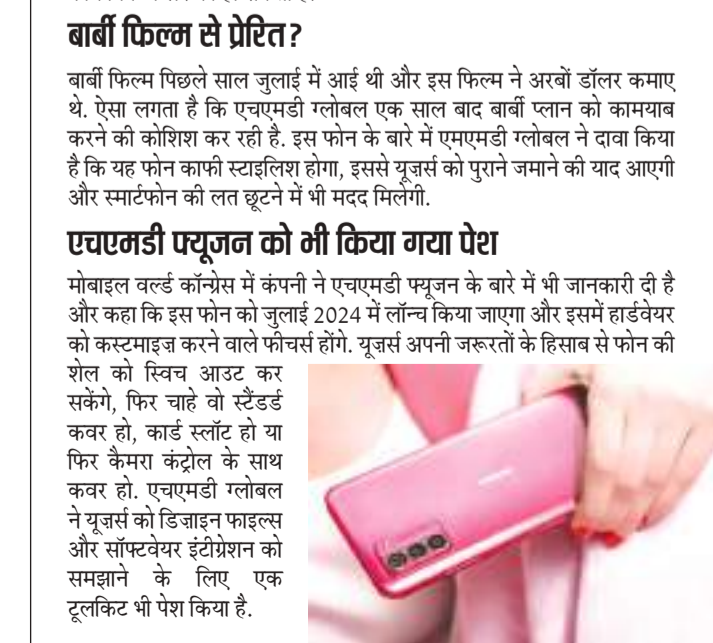 बार्बी फिल्म से प्रेरित?
बार्बी फिल्म पिछले साल जुलाई में आई थी और इस फिल्म ने अरबों डॉलर कमाए
थे. ऐसा लगता है कि एचएमडी ग्लोबल एक साल बाद बार्बी प्लान को कामयाब
करने की कोशिश कर रही है. इस फोन के बारे में एमएमडी ग्लोबल ने दावा किया
है कि यह फोन काफी स्टाइलिश होगा, इससे यूज़र्स को पुराने जमाने की याद आएगी
और स्मार्टफोन की लत छूटने में भी मदद मिलेगी.
एचएमडी फ्यूजन को भी किया गया पेश
मोबाइल वर्ल्ड कॉन्ग्रेस में कंपनी ने एचएमडी फ्यूजन के बारे में भी जानकारी दी है
और कहा कि इस फोन को जुलाई 2024 में लॉन्च किया जाएगा और इसमें हार्डवेयर
को कस्टमाइज़ करने वाले फीचर्स होंगे. यूज़र्स अपनी जरूरतों के हिसाब से फोन की
शेल को स्विच आउट कर
सकेंगे, फिर चाहे वो स्टैंडर्ड
कवर हो, कार्ड स्लॉट हो या
फिर कैमरा कंट्रोल के साथ
कवर हो. एचएमडी ग्लोबल
ने यूज़र्स को डिज़ाइन फाइल्स
और सॉफ्टवेयर इंटीग्रेशन को
समझाने के लिए एक
टूलकिट भी पेश किया है.